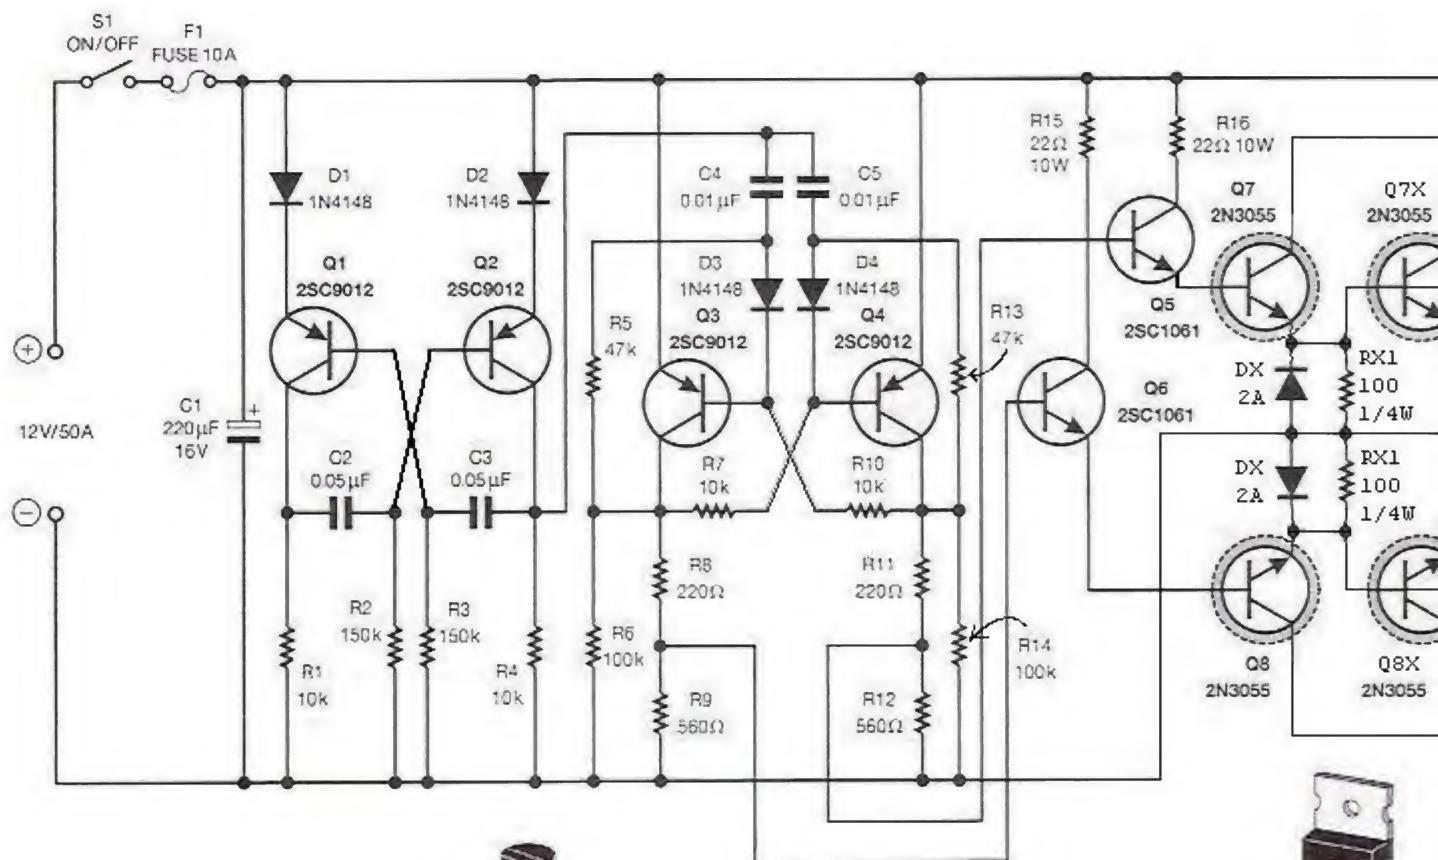 S1
ON/OFF
F1
FUSE 10A
D1
1N4148
D2
1N4148
C4
0.01µF
C5
0.01µF
R15
22Ω
10W
R16
22Ω 10W
Q7
2N3055
Q7X
2N3055
Q1
2SC9012
Q2
2SC9012
D3
1N4148
D4
1N4148
Q3
2SC9012
Q4
2SC9012
R5
47k
R13
47k
Q5
2SC1061
Q6
2SC1061
+
12V/50A
−
C1
220µF
16V
+
C2
0.05µF
C3
0.05µF
R7
10k
R10
10k
DX
2A
RX1
100
1/4W
DX
2A
RX1
100
1/4W
R8
220Ω
R11
220Ω
R2
150k
R3
150k
R6
100k
R14
100k
R1
10k
R4
10k
R9
560Ω
R12
560Ω
Q8
2N3055
Q8X
2N3055